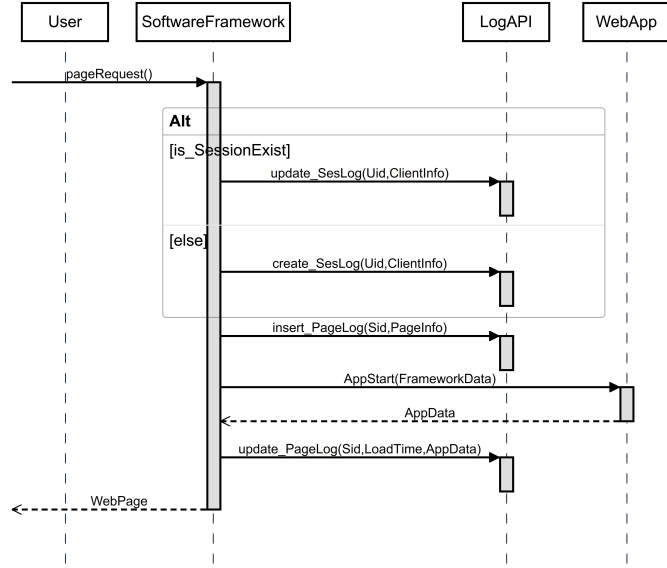 User
SoftwareFramework
LogAPI
WebApp
pageRequest()
Alt
[is_SessionExist]
update_SesLog(Uid,ClientInfo)
[else]
create_SesLog(Uid,ClientInfo)
insert_PageLog(Sid,PageInfo)
AppStart(FrameworkData)
AppData
update_PageLog(Sid,LoadTime,AppData)
WebPage